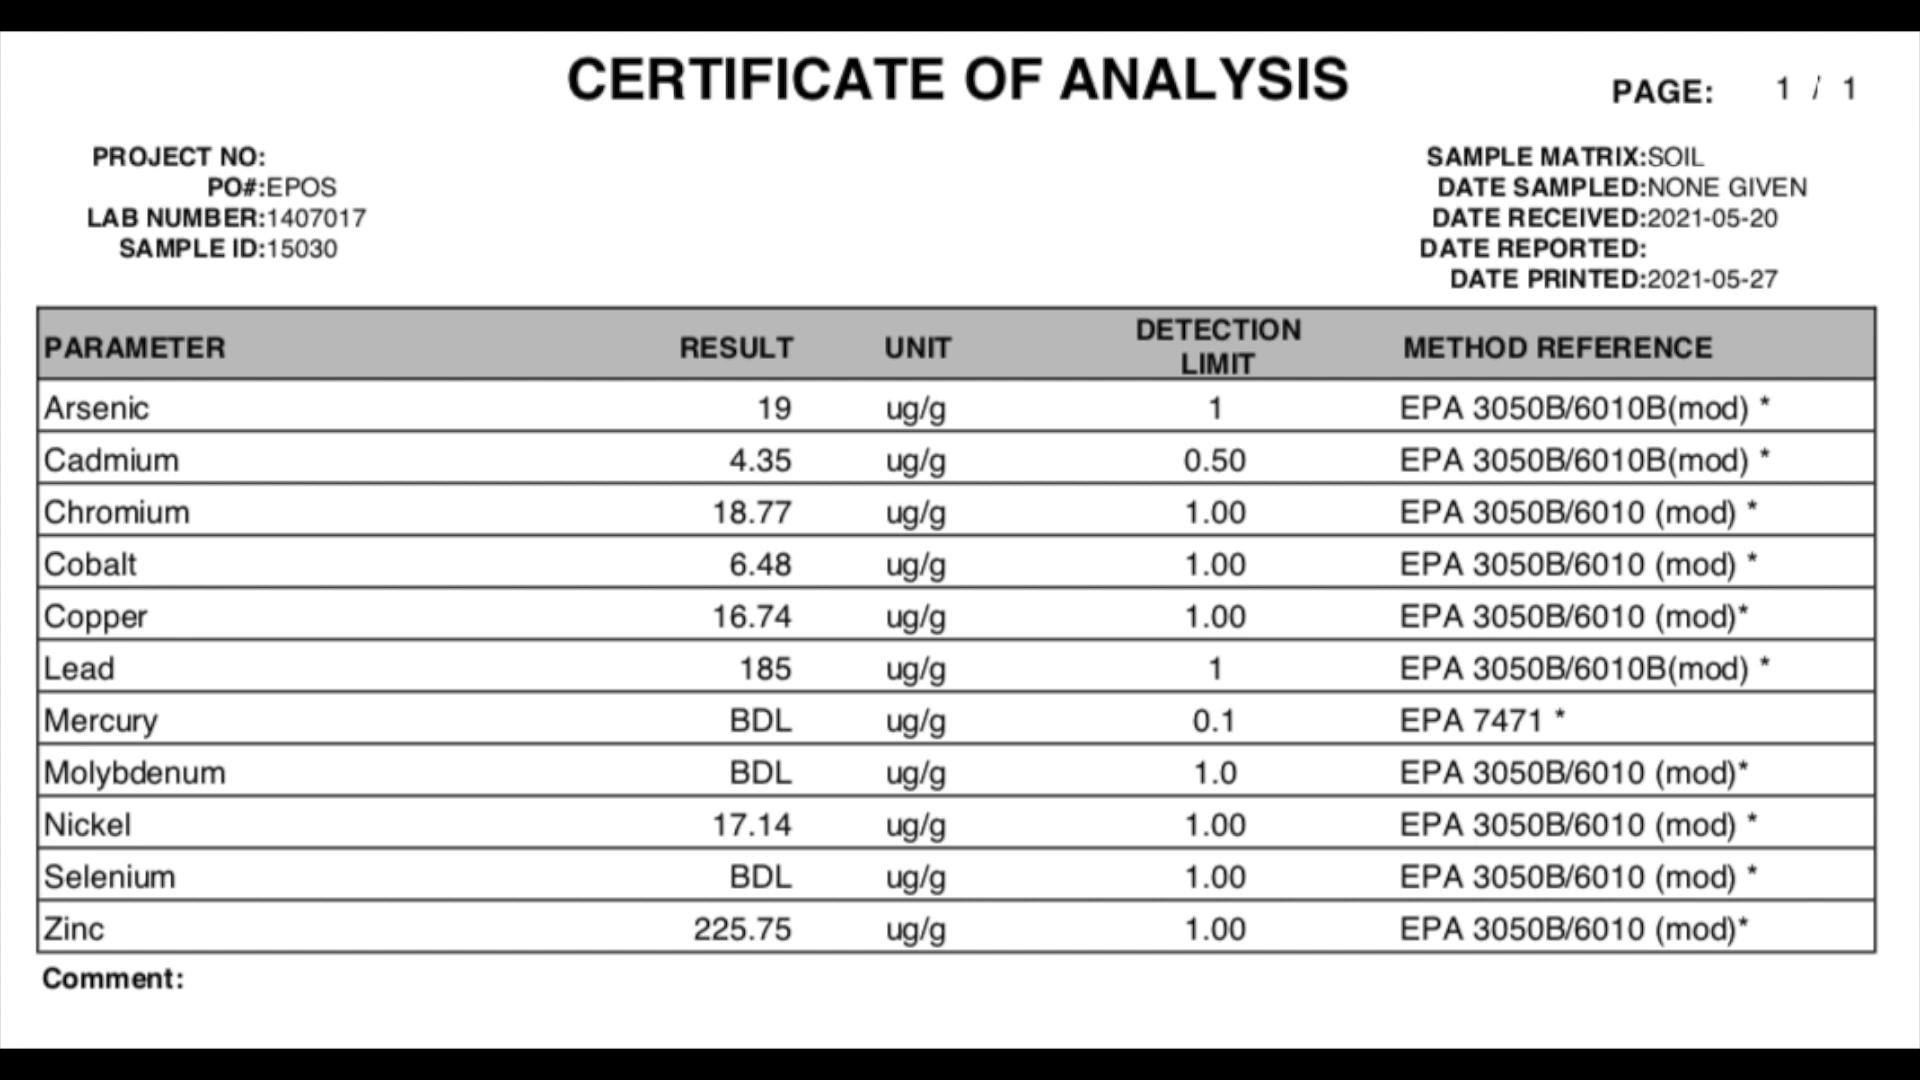 CERTIFICATE OF ANALYSIS
PAGE: 1 / 1
PROJECT NO:
PO#:EPOS
LAB NUMBER:1407017
SAMPLE ID:15030
SAMPLE MATRIX:SOIL
DATE SAMPLED:NONE GIVEN
DATE RECEIVED:2021-05-20
DATE REPORTED:
DATE PRINTED:2021-05-27
PARAMETER RESULT UNIT DETECTION LIMIT METHOD REFERENCE
Arsenic 19 ug/g 1 EPA 3050B/6010B(mod) *
Cadmium 4.35 ug/g 0.50 EPA 3050B/6010B(mod) *
Chromium 18.77 ug/g 1.00 EPA 3050B/6010 (mod) *
Cobalt 6.48 ug/g 1.00 EPA 3050B/6010 (mod) *
Copper 16.74 ug/g 1.00 EPA 3050B/6010 (mod)*
Lead 185 ug/g 1 EPA 3050B/6010B(mod) *
Mercury BDL ug/g 0.1 EPA 7471 *
Molybdenum BDL ug/g 1.0 EPA 3050B/6010 (mod)*
Nickel 17.14 ug/g 1.00 EPA 3050B/6010 (mod) *
Selenium BDL ug/g 1.00 EPA 3050B/6010 (mod) *
Zinc 225.75 ug/g 1.00 EPA 3050B/6010 (mod)*
Comment: